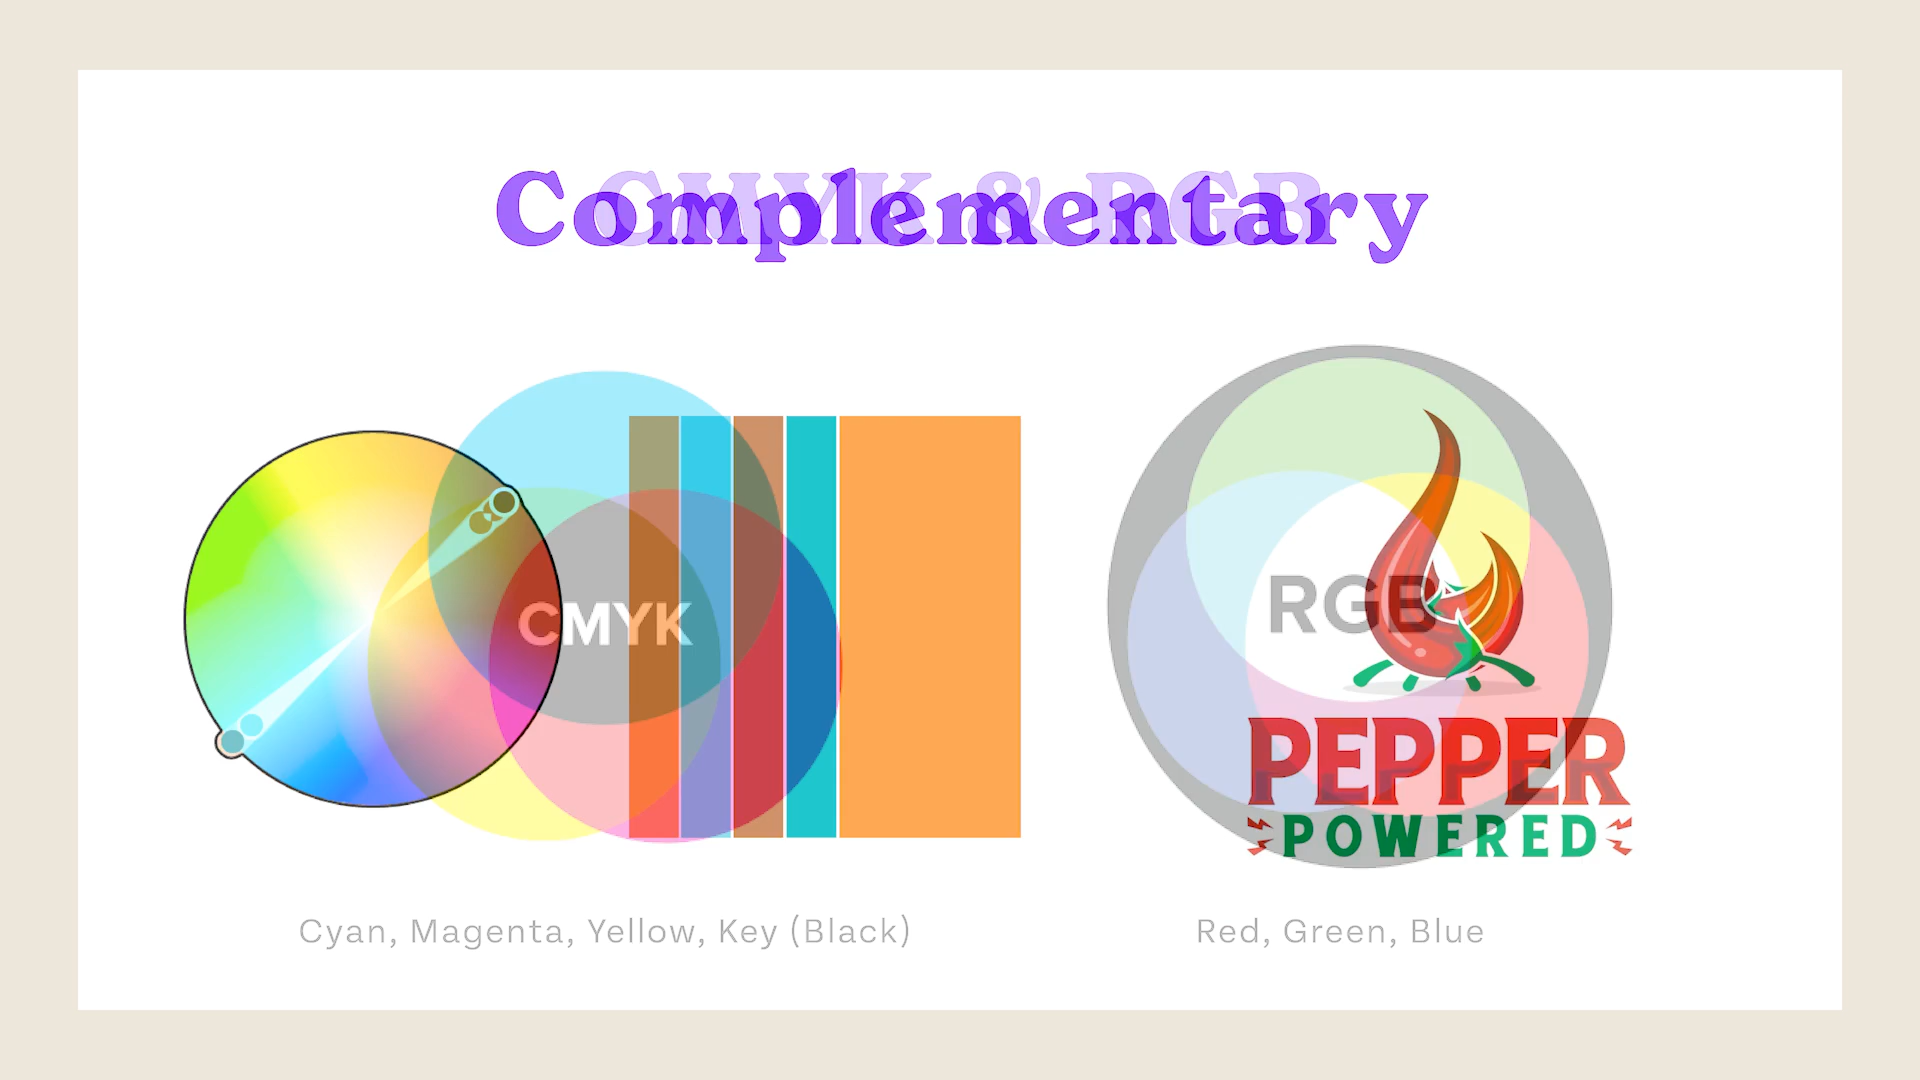 Complementary
CMYK & RGB
CMYK
RGB
PEPPER
POWERED
Cyan, Magenta, Yellow, Key (Black)
Red, Green, Blue